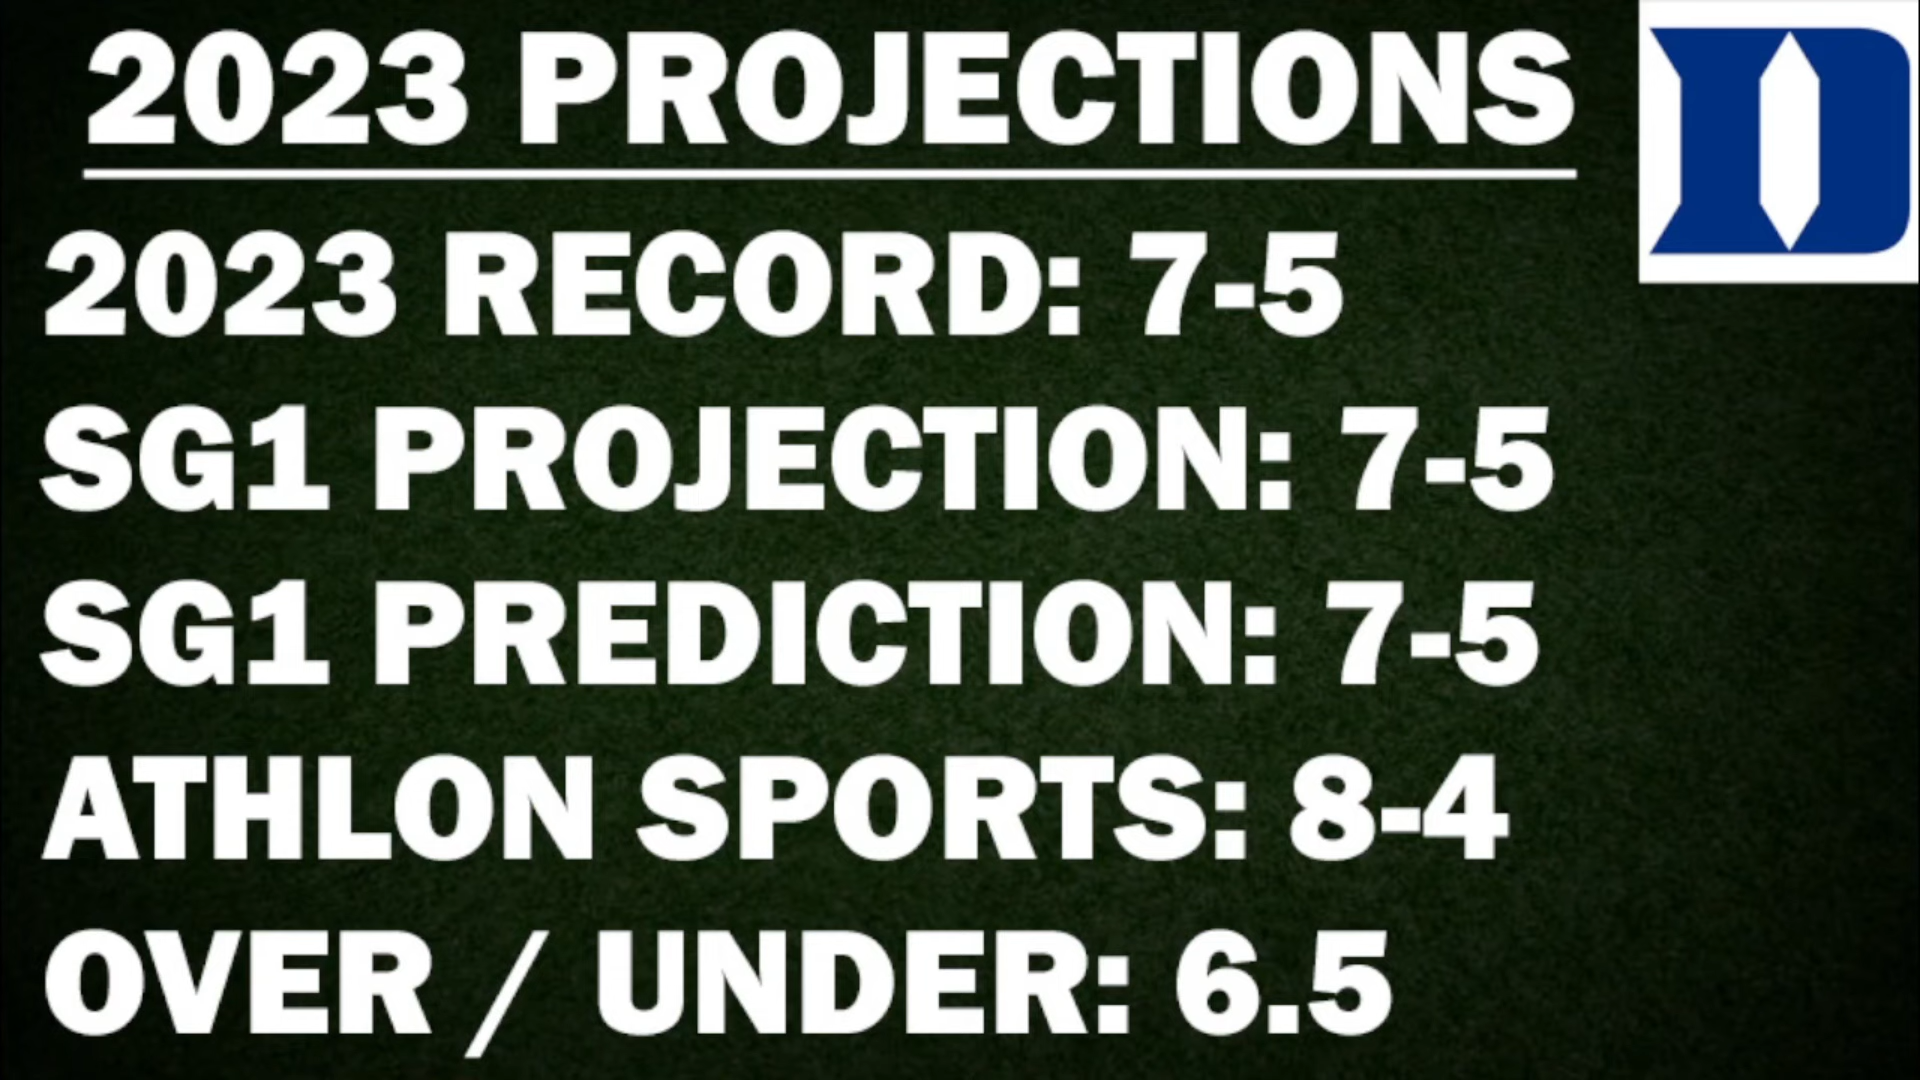 2023 PROJECTIONS
2023 RECORD: 7-5
SG1 PROJECTION: 7-5
SG1 PREDICTION: 7-5
ATHLON SPORTS: 8-4
OVER / UNDER: 6.5
D